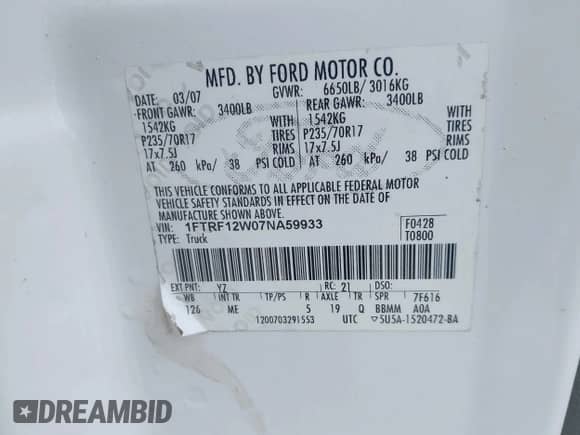 MFD. BY FORD MOTOR CO.
DATE: 03/07 GVWR: 6650LB/ 3016KG
FRONT GAWR: 3400LB REAR GAWR: 3400LB
1542KG 1542KG
P235/70R17 TIRES P235/70R17 TIRES
17x7.5J RIMS 17x7.5J RIMS
AT 260 kPa/ 38 PSI COLD AT 260 kPa/ 38 PSI COLD
THIS VEHICLE CONFORMS TO ALL APPLICABLE FEDERAL MOTOR
VEHICLE SAFETY STANDARDS IN EFFECT ON THE DATE OF
MANUFACTURE SHOWN ABOVE.
VIN: 1FTRF12W07NA59933 F0428
TYPE: Truck T0800
EXT PNT: YZ RC: 21 DSO:
WB INT TR TP/PS R AXLE TR SPR 7F616
126 ME 5 19 Q BBMM A0A
1200703291553 UTC 5U5A-1520472-BA
DREAMBID